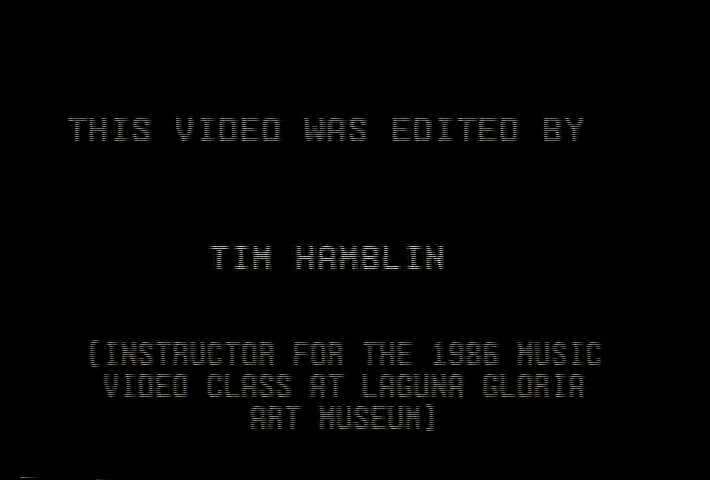 THIS VIDEO WAS EDITED BY
TIM HAMBLIN
(INSTRUCTOR FOR THE 1986 MUSIC
VIDEO CLASS AT LAGUNA GLORIA
ART MUSEUM)